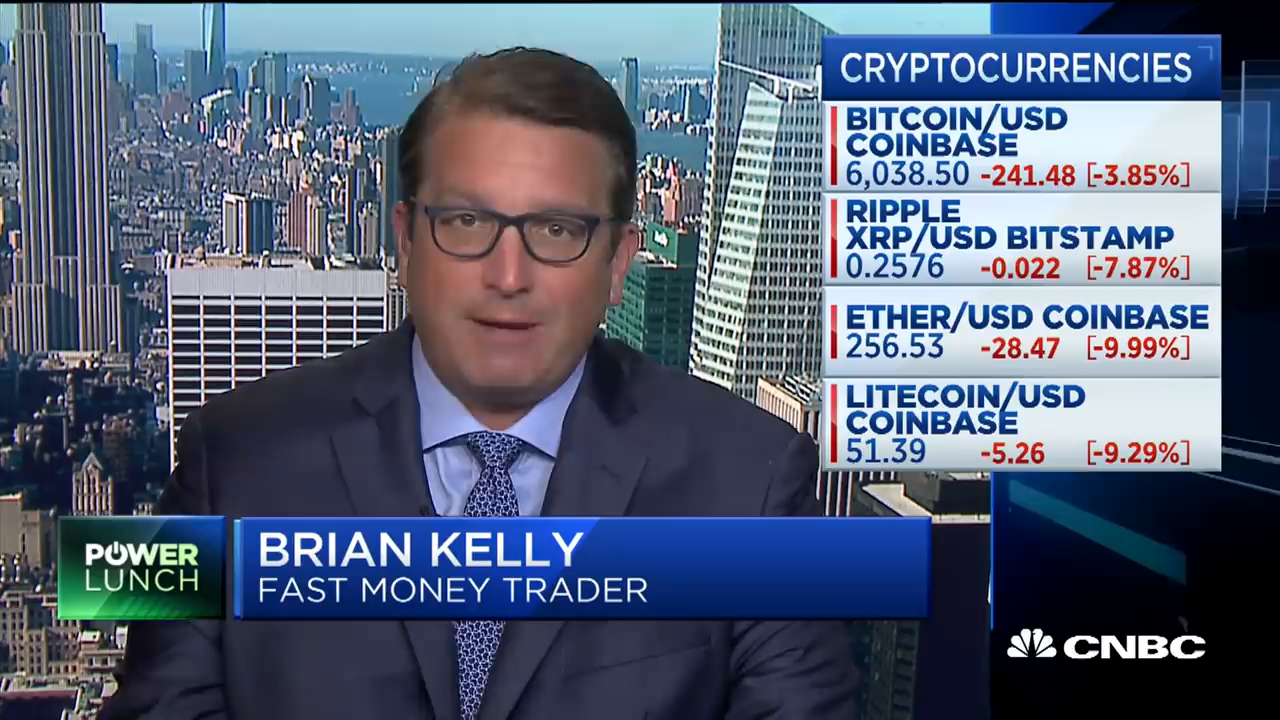 CRYPTOCURRENCIES
BITCOIN/USD
COINBASE
6,038.50 -241.48 [-3.85%]
RIPPLE
XRP/USD BITSTAMP
0.2576 -0.022 [-7.87%]
ETHER/USD COINBASE
256.53 -28.47 [-9.99%]
LITECOIN/USD
COINBASE
51.39 -5.26 [-9.29%]
POWER
LUNCH
BRIAN KELLY
FAST MONEY TRADER
CNBC